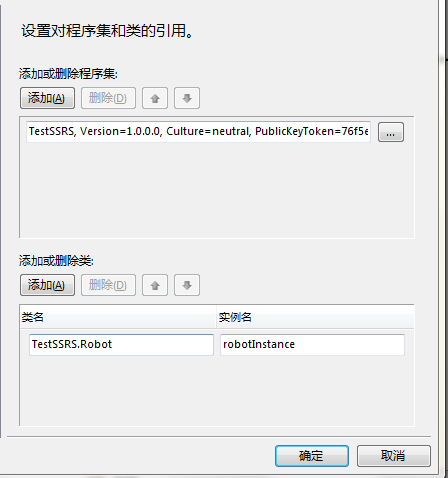 设置对程序集和类的引用。
添加或删除程序集:
添加(A) 删除(D)
TestSSRS, Version=1.0.0.0, Culture=neutral, PublicKeyToken=76f5e
...
添加或删除类:
添加(A) 删除(D)
类名 实例名
TestSSRS.Robot robotInstance
确定 取消